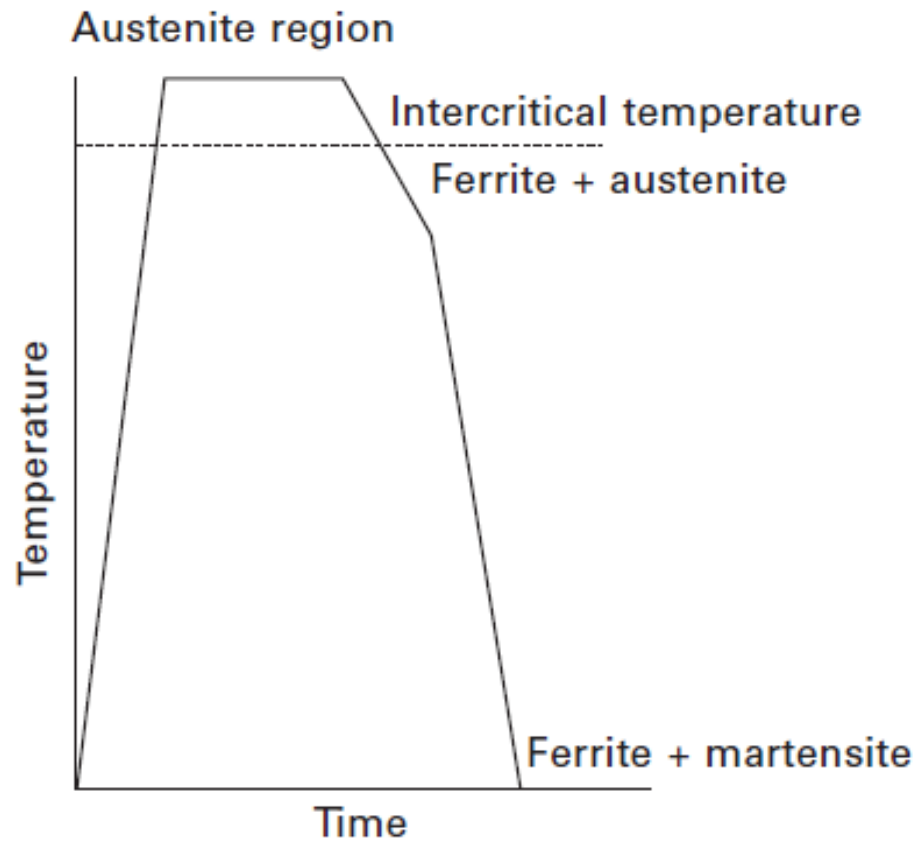 Austenite region
Intercritical temperature
Ferrite + austenite
Temperature
Ferrite + martensite
Time